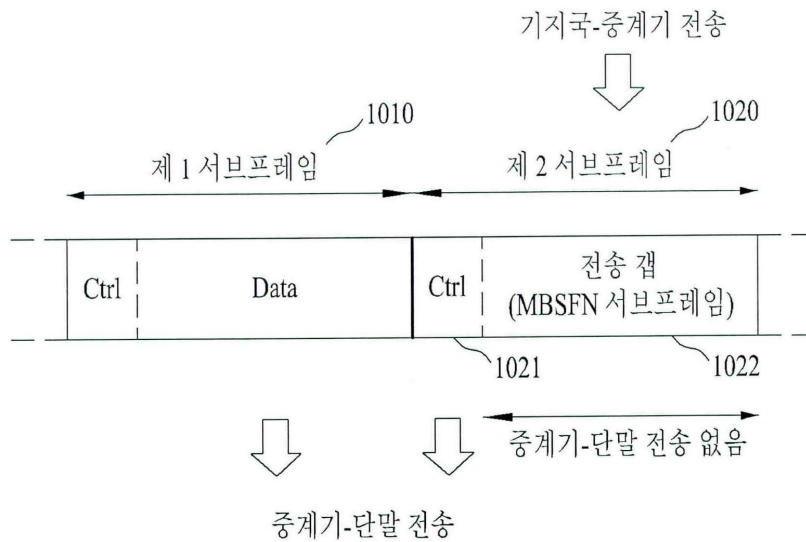 기지국-중계기 전송
1010
1020
제 1 서브프레임
제 2 서브프레임
Ctrl
Data
Ctrl
전송 갭
(MBSFN 서브프레임)
1021
1022
중계기-단말 전송 없음
중계기-단말 전송